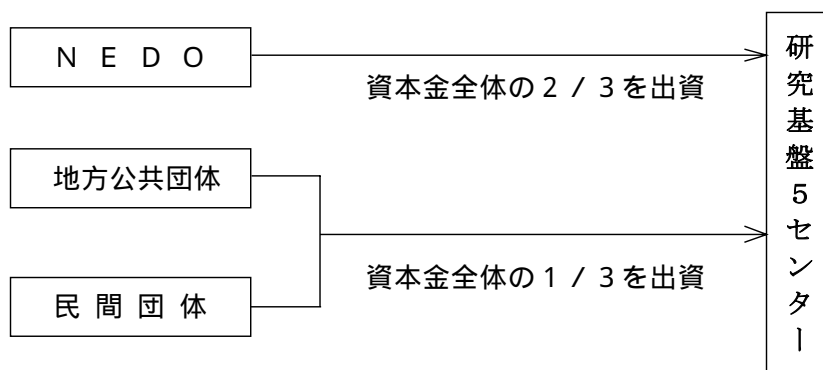 ＮＥＤＯ
資本金全体の２／３を出資
地方公共団体
資本金全体の１／３を出資
民間団体
研究基盤５センター